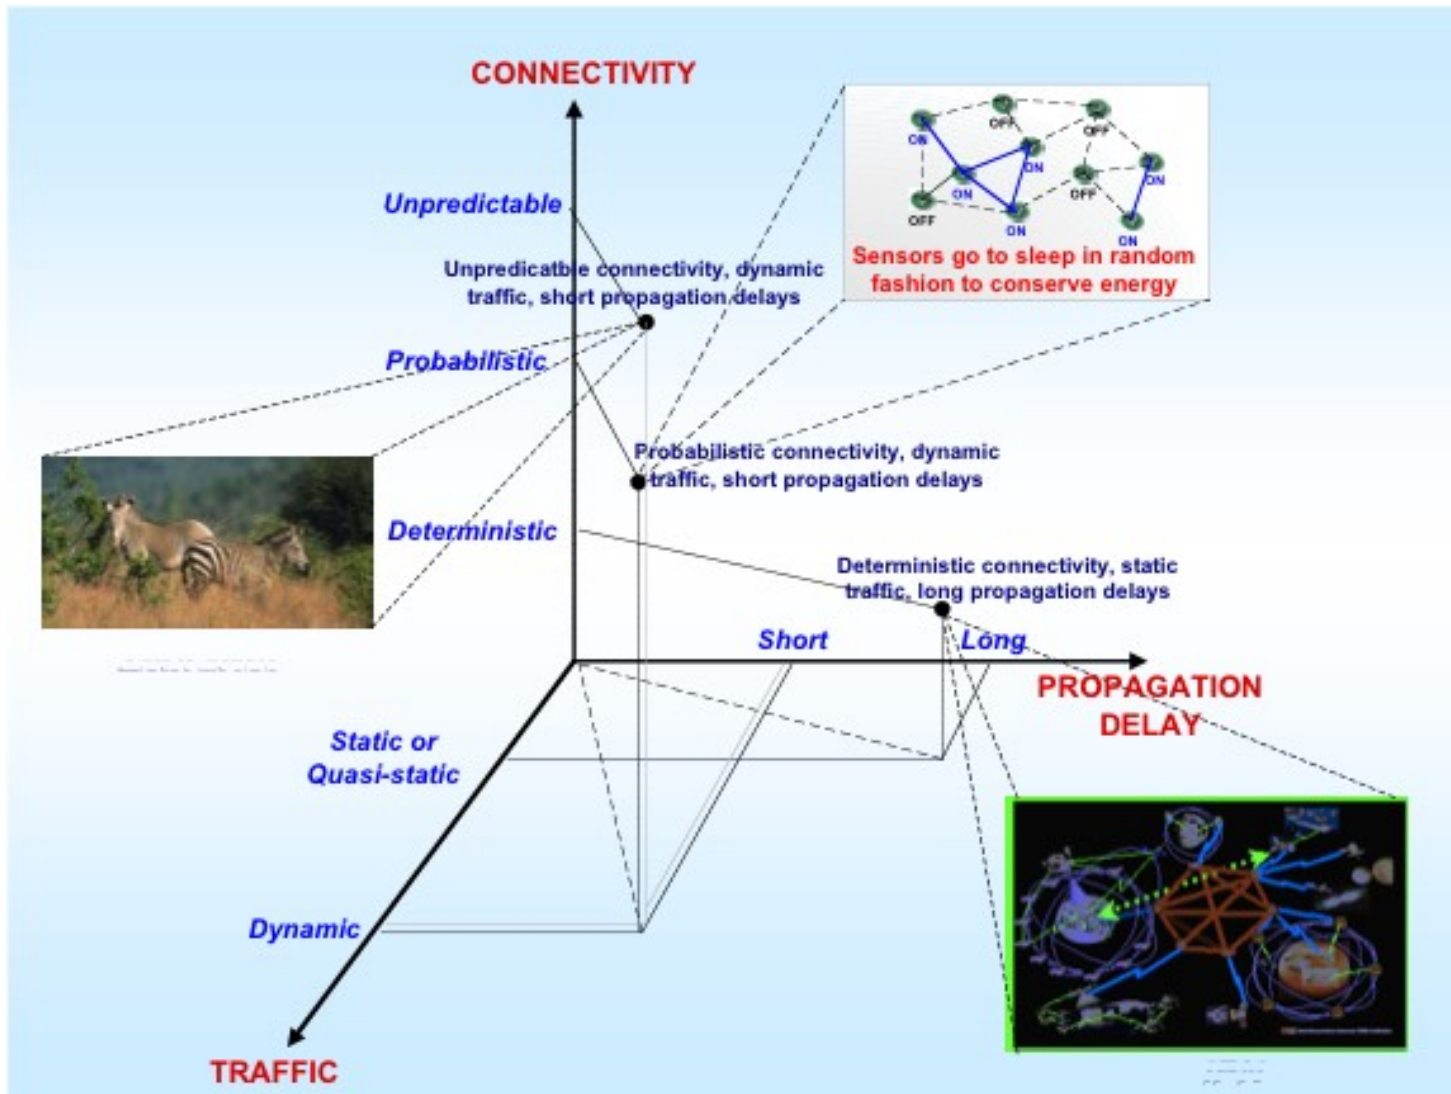 CONNECTIVITY
OFF
OFF
ON
ON
ON
OFF
ON
OFF
ON
ON
Sensors go to sleep in random
fashion to conserve energy
Unpredictable
Unpredicatble connectivity, dynamic
traffic, short propagation delays
Probabilistic
Probabilistic connectivity, dynamic
traffic, short propagation delays
Deterministic
Deterministic connectivity, static
traffic, long propagation delays
Short
Long
PROPAGATION
DELAY
Static or
Quasi-static
Dynamic
TRAFFIC